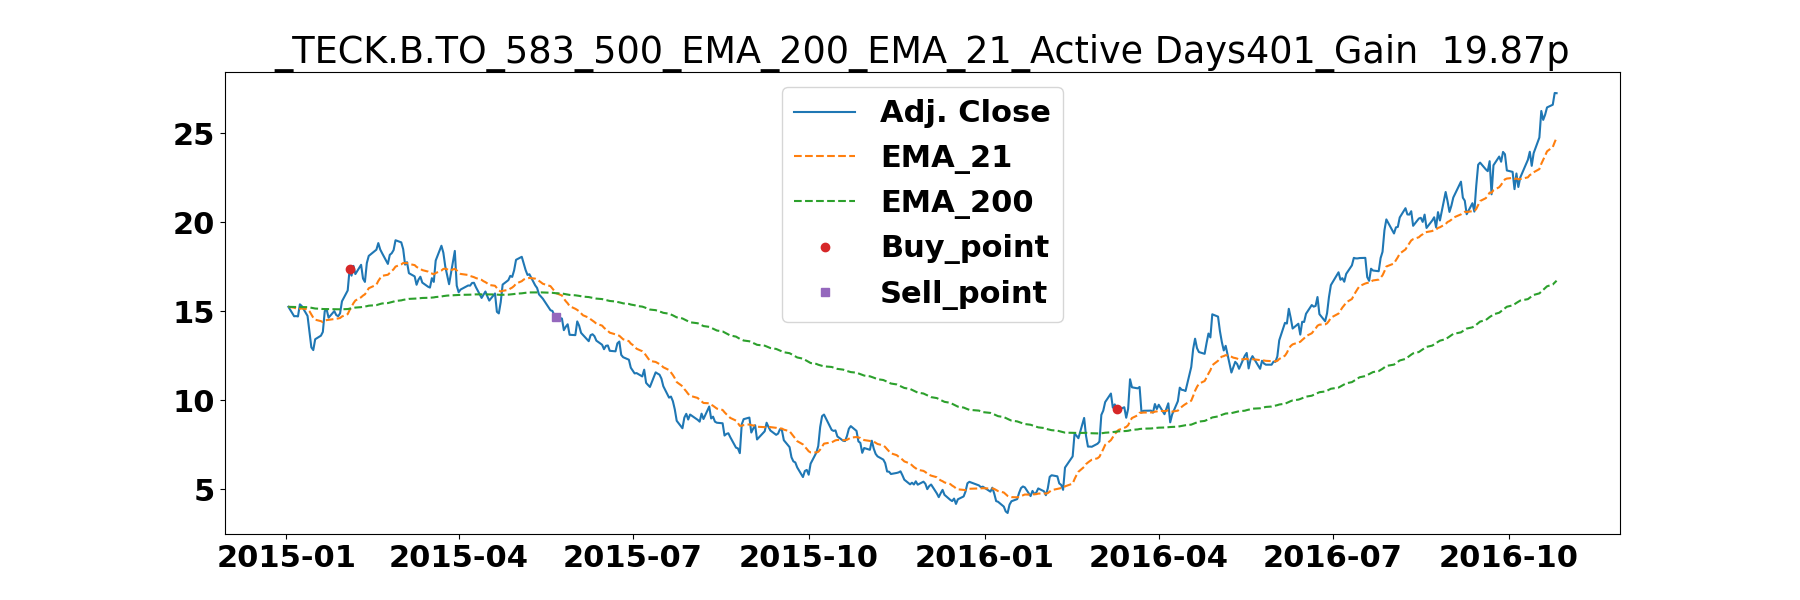 _TECK.B.TO_583_500_EMA_200_EMA_21_Active Days401_Gain  19.87p
Adj. Close
EMA_21
EMA_200
Buy_point
Sell_point
25
20
15
10
5
2015-01 2015-04 2015-07 2015-10 2016-01 2016-04 2016-07 2016-10